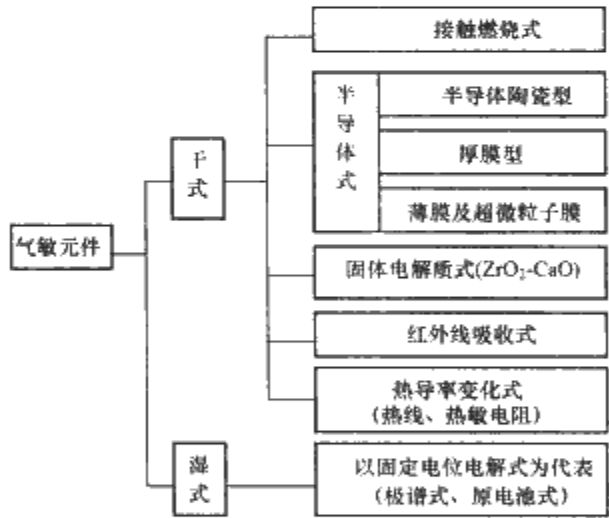 接触燃烧式
半导体式
半导体陶瓷型
厚膜型
薄膜及超微粒子膜
干式
气敏元件
固体电解质式(ZrO₂-CaO)
红外线吸收式
热导率变化式
(热线、热敏电阻)
湿式
以固定电位电解式为代表
(极谱式、原电池式)